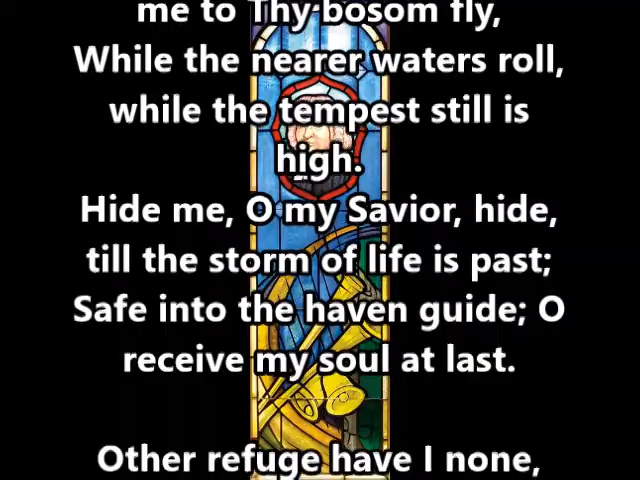 me to Thy bosom fly,
While the nearer waters roll,
while the tempest still is
high.
Hide me, O my Savior, hide,
till the storm of life is past;
Safe into the haven guide; O
receive my soul at last.
Other refuge have I none,